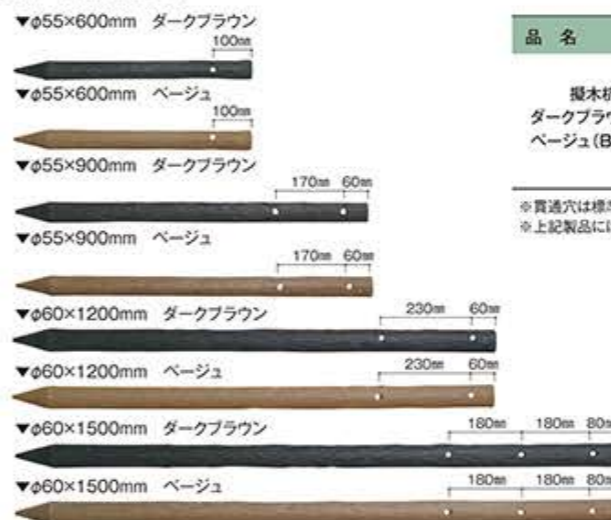 ▼φ55×600mm ダークブラウン
100㎜
▼φ55×600mm ベージュ
100㎜
▼φ55×900mm ダークブラウン
170㎜ 60㎜
▼φ55×900mm ベージュ
170㎜ 60㎜
▼φ60×1200mm ダークブラウン
230㎜ 60㎜
▼φ60×1200mm ベージュ
230㎜ 60㎜
▼φ60×1500mm ダークブラウン
180㎜ 180㎜ 80㎜
▼φ60×1500mm ベージュ
180㎜ 180㎜ 80㎜
品 名
擬木杭
ダークブラウ
ベージュ(B
※貫通穴は標準
※上記製品には